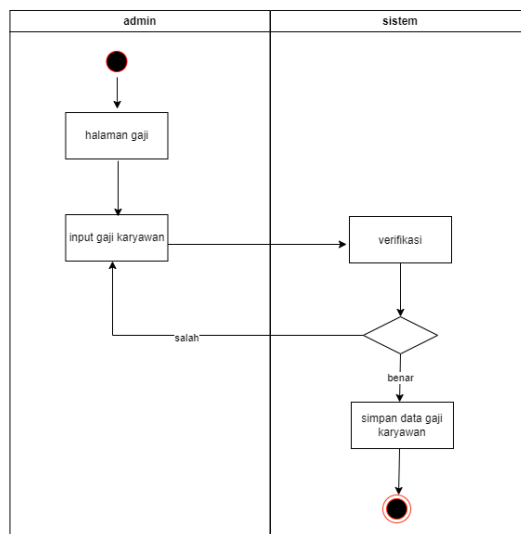 admin
sistem
halaman gaji
input gaji karyawan
verifikasi
salah
benar
simpan data gaji
karyawan